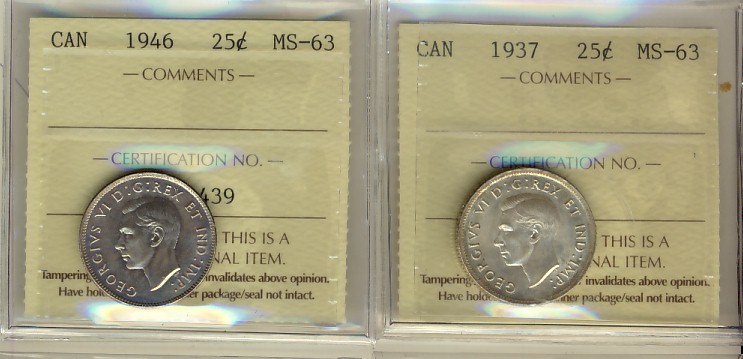 CAN 1946 25¢ MS-63
— COMMENTS —
— CERTIFICATION NO. —
439
GEORGIVS VI D:G:REX ET IND:IMP:
THIS IS A
NAL ITEM.
Tampering invalidates above opinion.
Have package/seal not intact.
CAN 1937 25¢ MS-63
— COMMENTS —
— CERTIFICATION NO. —
GEORGIVS VI D:G:REX ET IND:IMP:
THIS IS A
NAL ITEM.
Tampering invalidates above opinion.
Have package/seal not intact.